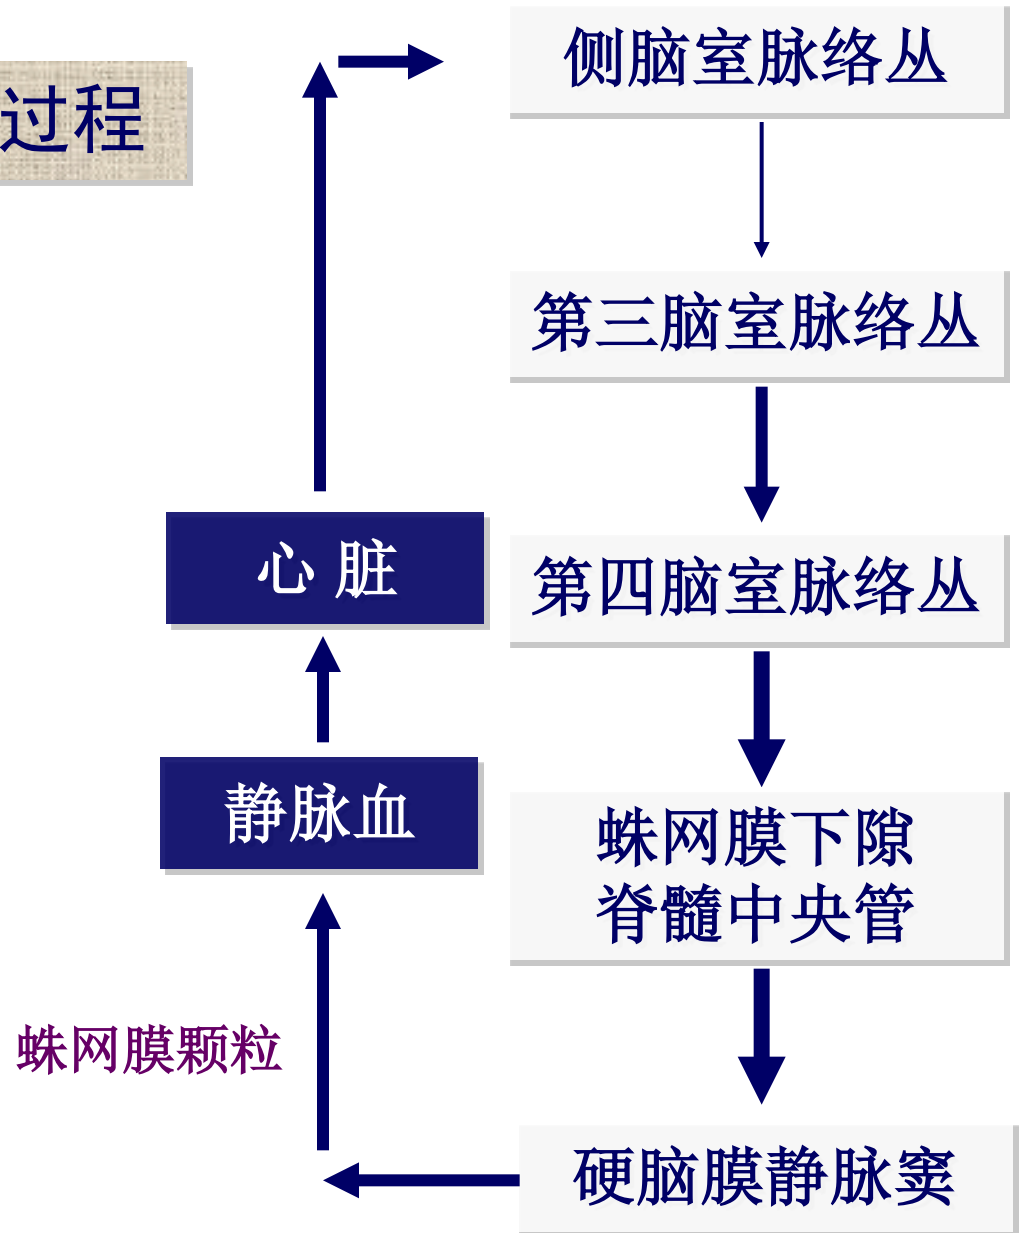 过程
侧脑室脉络丛
第三脑室脉络丛
第四脑室脉络丛
蛛网膜下隙
脊髓中央管
硬脑膜静脉窦
蛛网膜颗粒
静脉血
心 脏